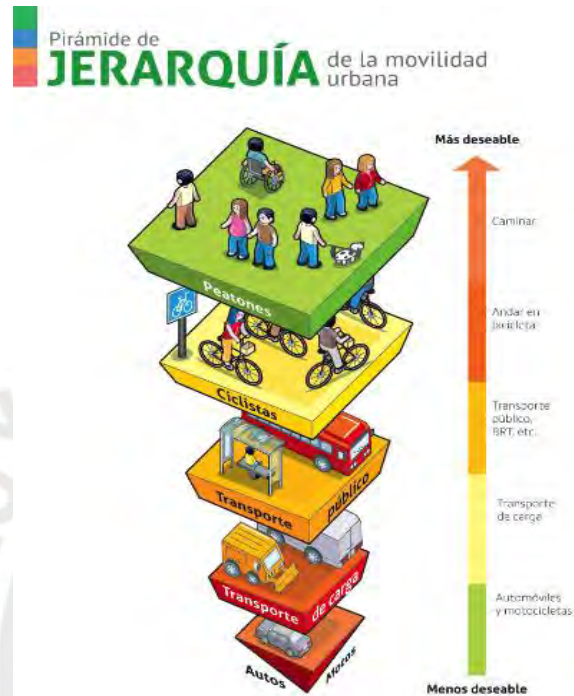 Pirámide de
JERARQUÍA
de la movilidad
urbana
Más deseable
Caminar
Andar en
bicicleta
Transporte
público,
BRT, etc.
Transporte
de carga
Automóviles
y motocicletas
Menos deseable
Peatones
Ciclistas
Transporte público
Transporte de carga
Autos Motos